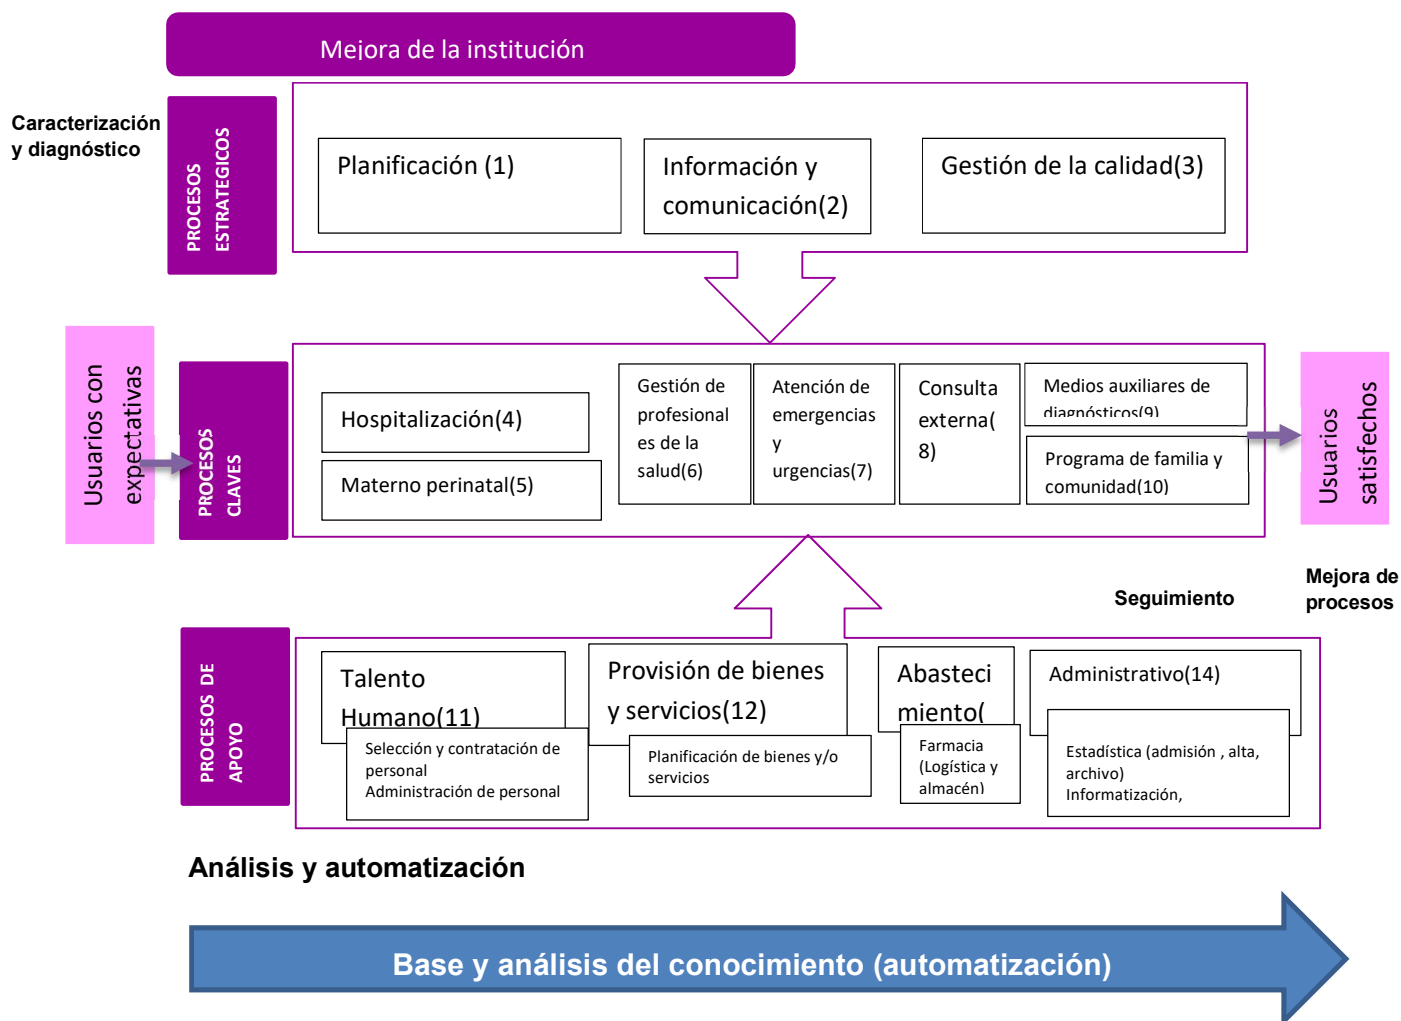 Mejora de la institución
Caracterización
y diagnóstico
PROCESOS
ESTRATEGICOS
Planificación (1)
Información y
comunicación(2)
Gestión de la calidad(3)
Usuarios con
expectativas
PROCESOS
CLAVES
Hospitalización(4)
Materno perinatal(5)
Gestión de
profesional
es de la
salud(6)
Atención de
emergencias
y
urgencias(7)
Consulta
externa(
8)
Medios auxiliares de
diagnósticos(9)
Programa de familia y
comunidad(10)
Usuarios
satisfechos
Seguimiento
Mejora de
procesos
PROCESOS DE
APOYO
Talento
Humano(11)
Selección y contratación de
personal
Administración de personal
Provisión de bienes
y servicios(12)
Planificación de bienes y/o
servicios
Abasteci
miento(
Farmacia
(Logística y
almacén)
Administrativo(14)
Estadística (admisión , alta,
archivo)
Informatización,
Análisis y automatización
Base y análisis del conocimiento (automatización)